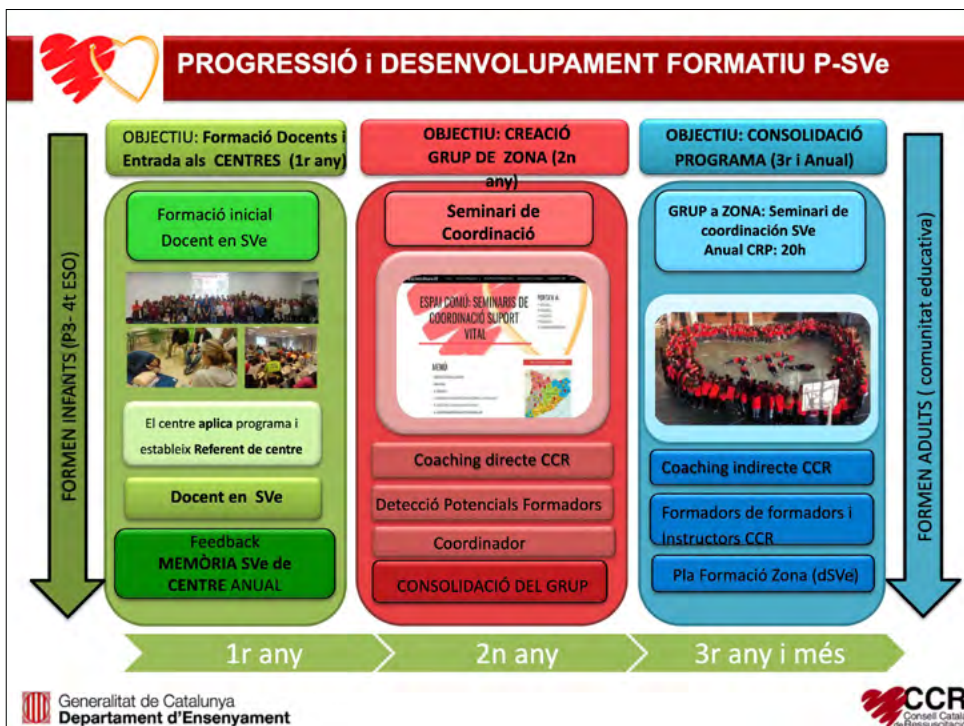 PROGRESSIÓ i DESENVOLUPAMENT FORMATIU P-SVe
FORMEN INFANTS (P3- 4t ESO)
OBJECTIU: Formació Docents i
Entrada als CENTRES (1r any)
Formació inicial
Docent en SVe
El centre aplica programa i
estableix Referent de centre
Docent en SVe
Feedback
MEMÒRIA SVe de
CENTRE ANUAL
OBJECTIU: CREACIÓ
GRUP DE ZONA (2n
any)
Seminari de
Coordinació
ESPAI COMÚ: SEMINARIS DE
COORDINACIÓ SUPORT
VITAL
MENÚ
Coaching directe CCR
Detecció Potencials Formadors
Coordinador
CONSOLIDACIÓ DEL GRUP
OBJECTIU: CONSOLIDACIÓ
PROGRAMA (3r i Anual)
GRUP a ZONA: Seminari de
coordinación SVe
Anual CRP: 20h
Coaching indirecte CCR
Formadors de formadors i
Instructors CCR
Pla Formació Zona (dSVe)
FORMEN ADULTS ( comunitat educativa)
1r any
2n any
3r any i més
Generalitat de Catalunya
Departament d'Ensenyament
CCR
Consell Català
de Ressuscitació